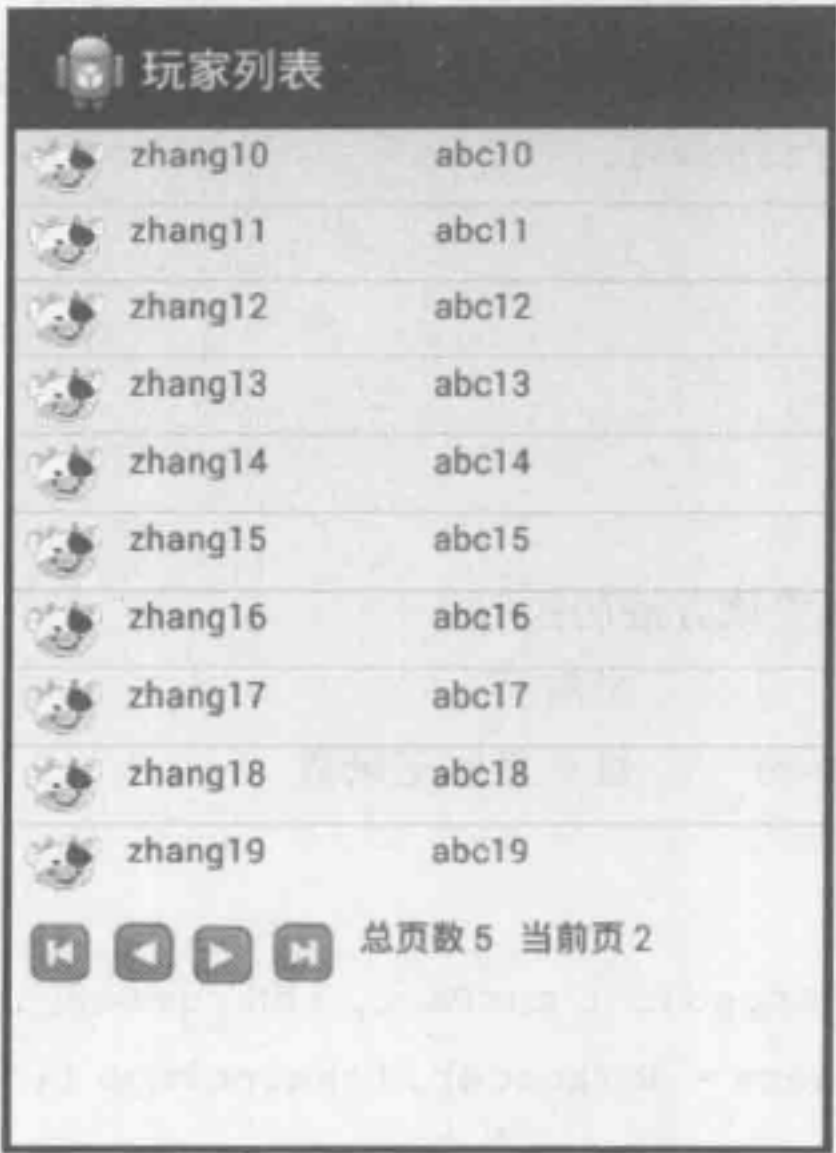 玩家列表
zhang10 abc10
zhang11 abc11
zhang12 abc12
zhang13 abc13
zhang14 abc14
zhang15 abc15
zhang16 abc16
zhang17 abc17
zhang18 abc18
zhang19 abc19
总页数 5 当前页 2